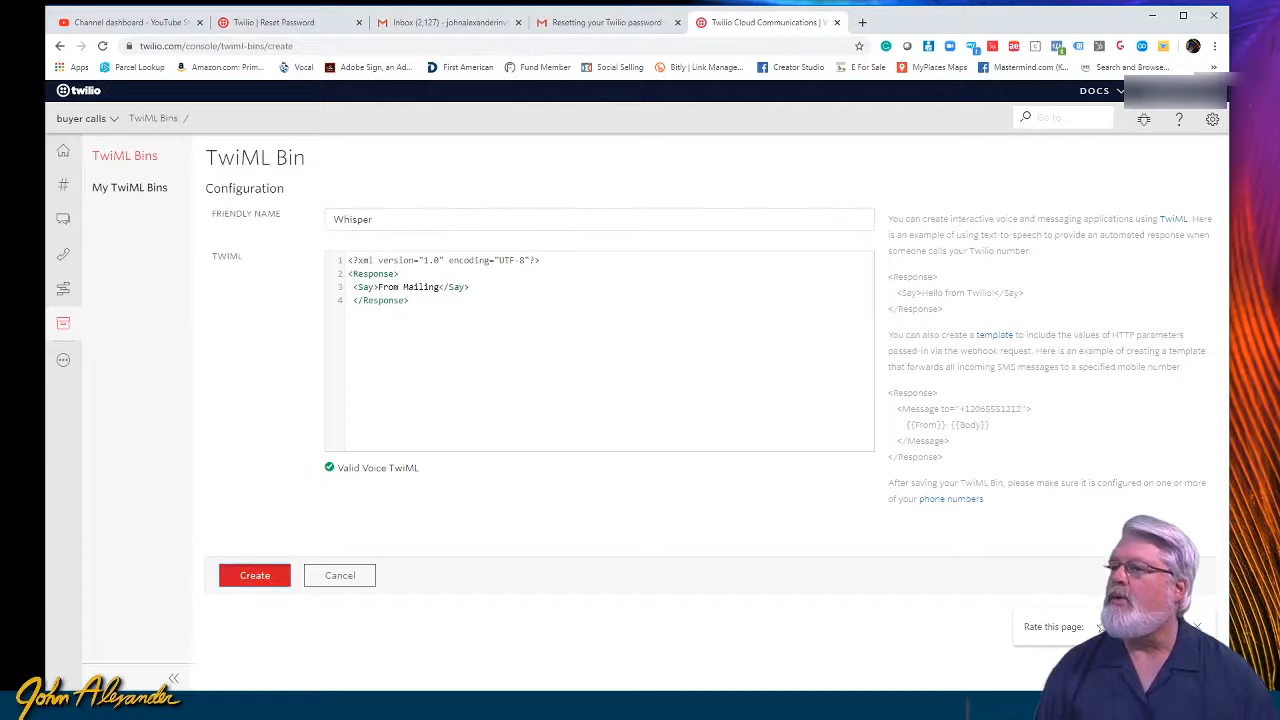 Channel dashboard - YouTube S
Twilio | Reset Password
Inbox (2,127) - johnalexanderv
Resetting your Twilio password
Twilio Cloud Communications |
twilio.com/console/twiml-bins/create
Apps
Parcel Lookup
Amazon.com: Prim...
Vocal
Adobe Sign, an Ad...
First American
Fund Member
Social Selling
Bitly | Link Manage...
Creator Studio
E For Sale
MyPlaces Maps
Mastermind.com (K...
Search and Browse...
»
twilio
DOCS
buyer calls
TwiML Bins /
Go to...
TwiML Bins
My TwiML Bins
TwiML Bin
Configuration
FRIENDLY NAME
Whisper
TWIML
1 <?xml version="1.0" encoding="UTF-8"?>
2 <Response>
3 <Say>From Mailing</Say>
4 </Response>
Valid Voice TwiML
You can create interactive voice and messaging applications using TwiML. Here
is an example of using text-to-speech to provide an automated response when
someone calls your Twilio number:
<Response>
<Say>Hello from Twilio!</Say>
</Response>
You can also create a template to include the values of HTTP parameters
passed-in via the webhook request. Here is an example of creating a template
that forwards all incoming SMS messages to a specified mobile number.
<Response>
<Message to="+12065551212">
{{From}}: {{Body}}
</Message>
</Response>
After saving your TwiML Bin, please make sure it is configured on one or more
of your phone numbers
Create
Cancel
Rate this page:
John Alexander